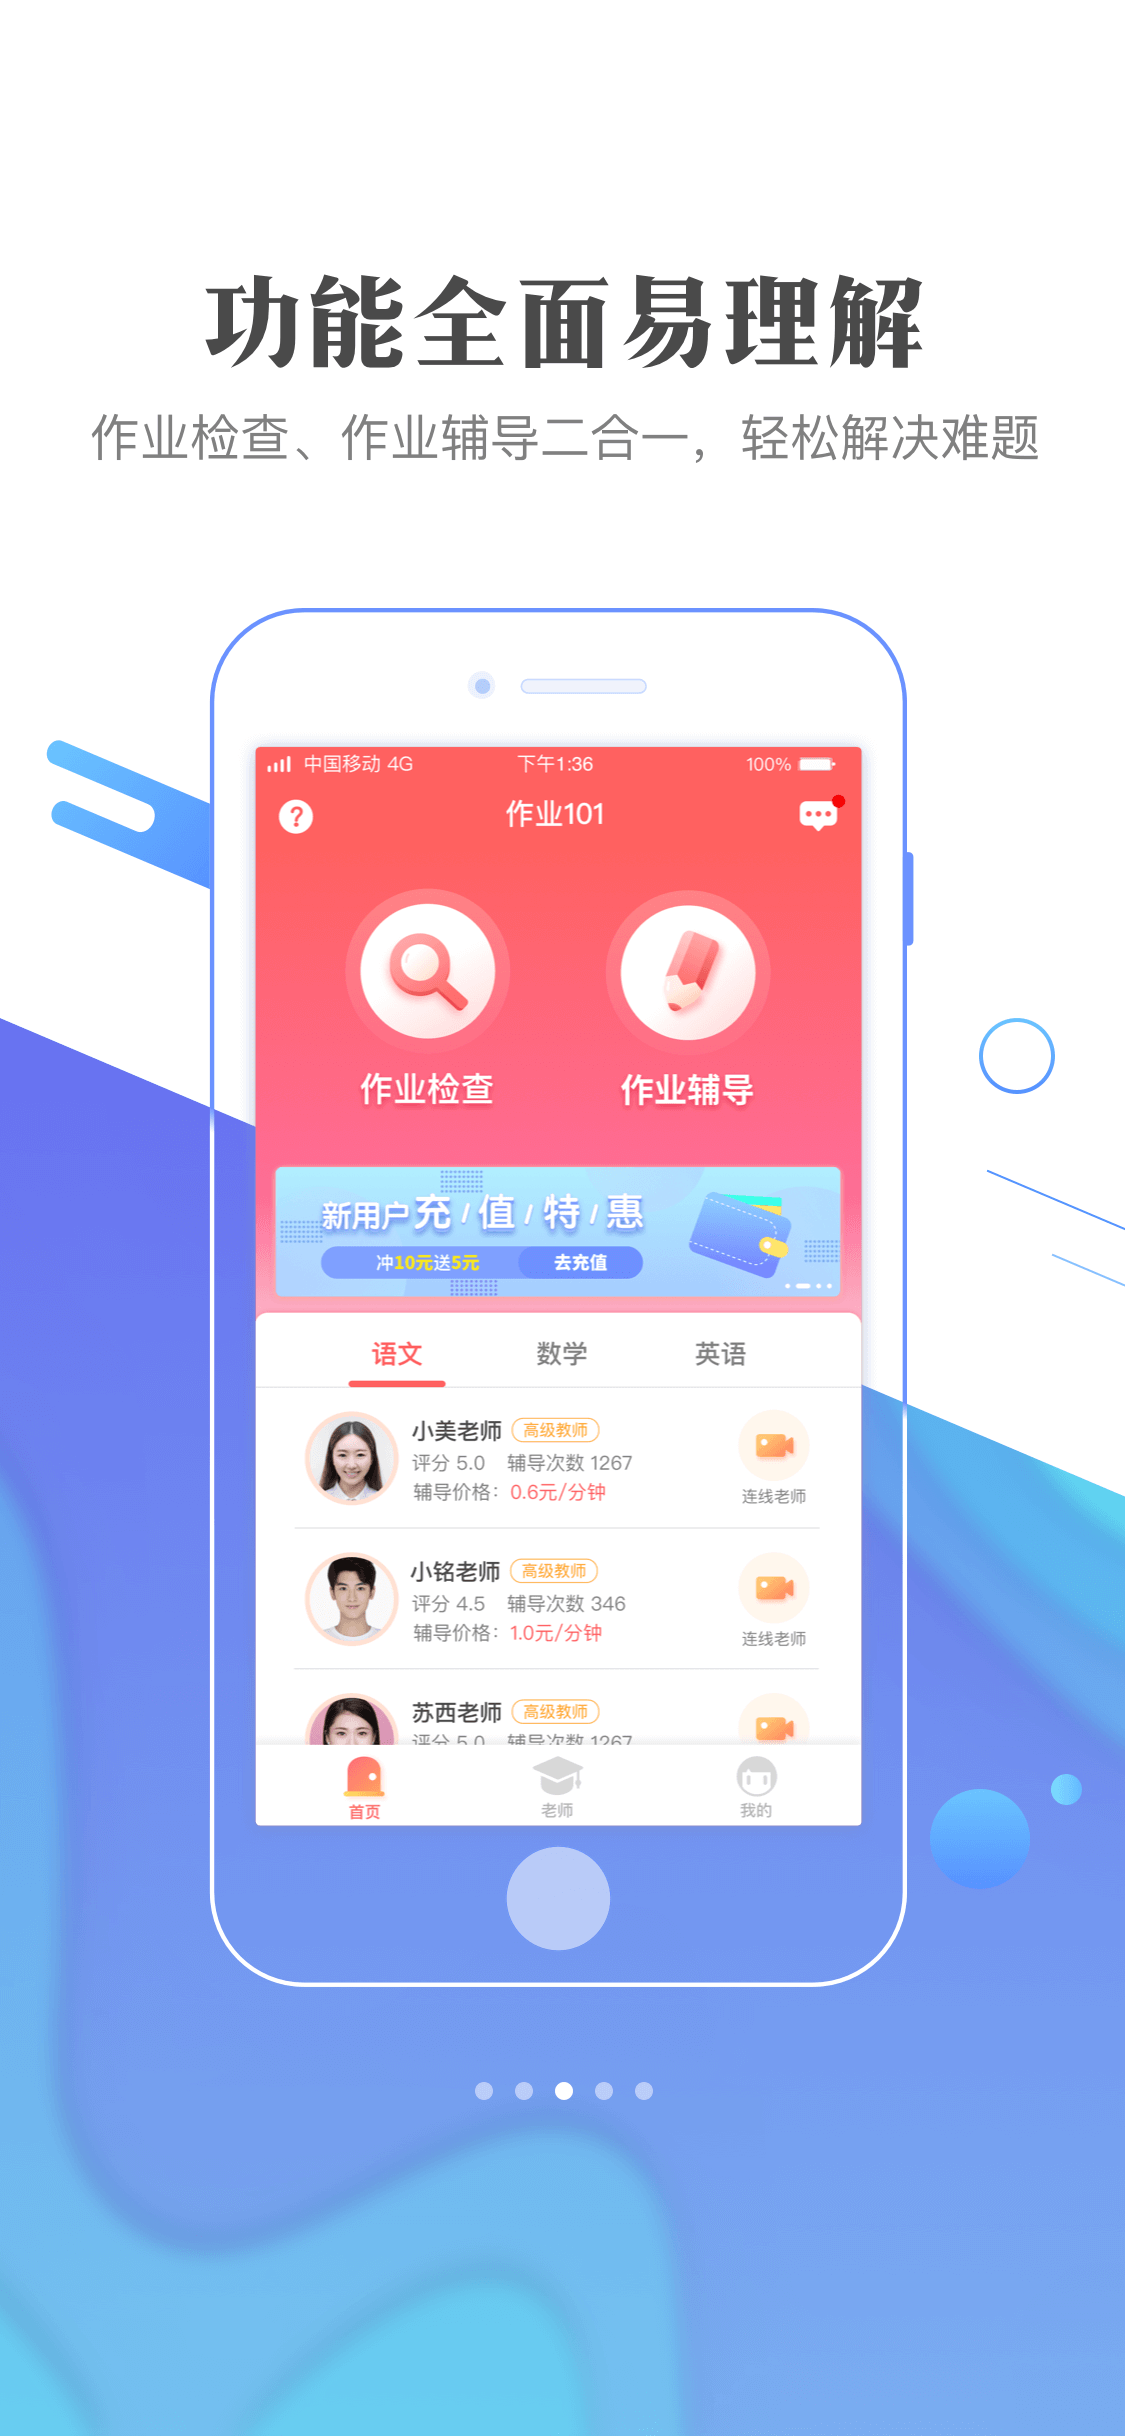 功能全面易理解
作业检查、作业辅导二合一，轻松解决难题
中国移动 4G 下午1:36 100%
? 作业101
作业检查 作业辅导
新用户充/值/特/惠
冲10元送5元 去充值
语文 数学 英语
小美老师 高级教师
评分 5.0 辅导次数 1267
辅导价格：0.6元/分钟
连线老师
小铭老师 高级教师
评分 4.5 辅导次数 346
辅导价格：1.0元/分钟
连线老师
苏西老师 高级教师
评分 5.0 辅导次数 1267
首页 老师 我的